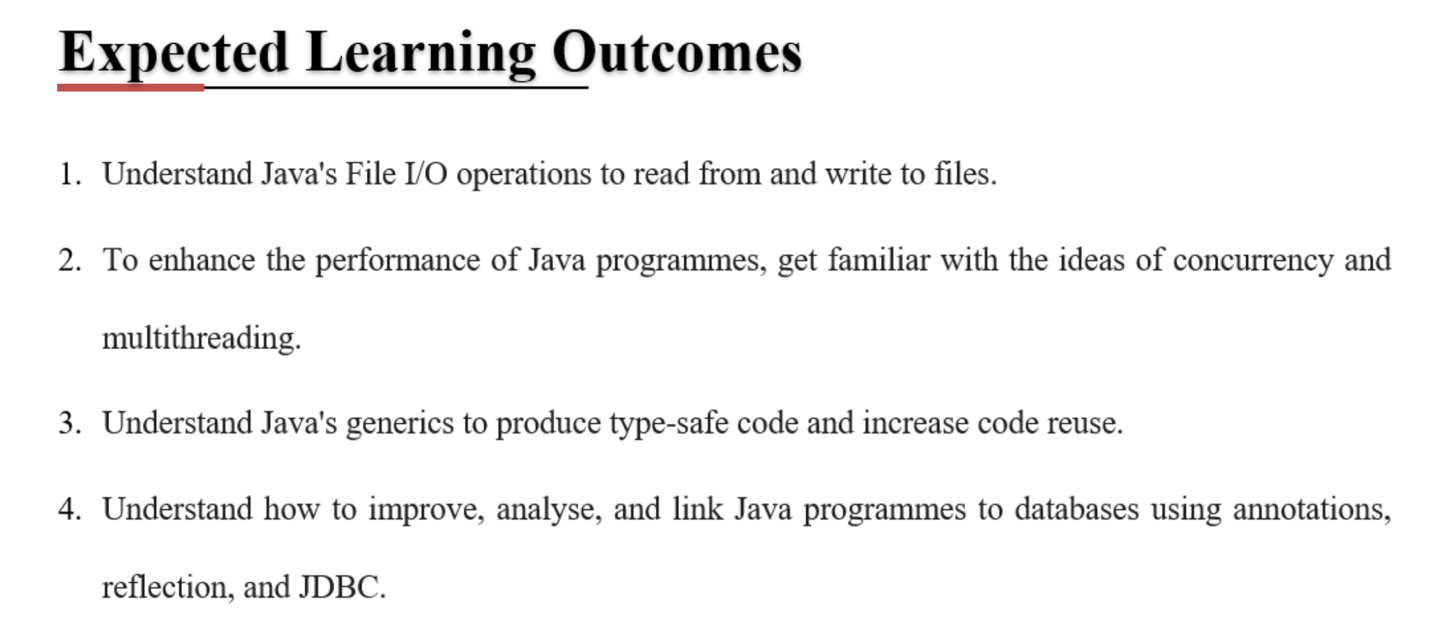 Expected Learning Outcomes
1. Understand Java's File I/O operations to read from and write to files.
2. To enhance the performance of Java programmes, get familiar with the ideas of concurrency and
multithreading.
3. Understand Java's generics to produce type-safe code and increase code reuse.
4. Understand how to improve, analyse, and link Java programmes to databases using annotations,
reflection, and JDBC.